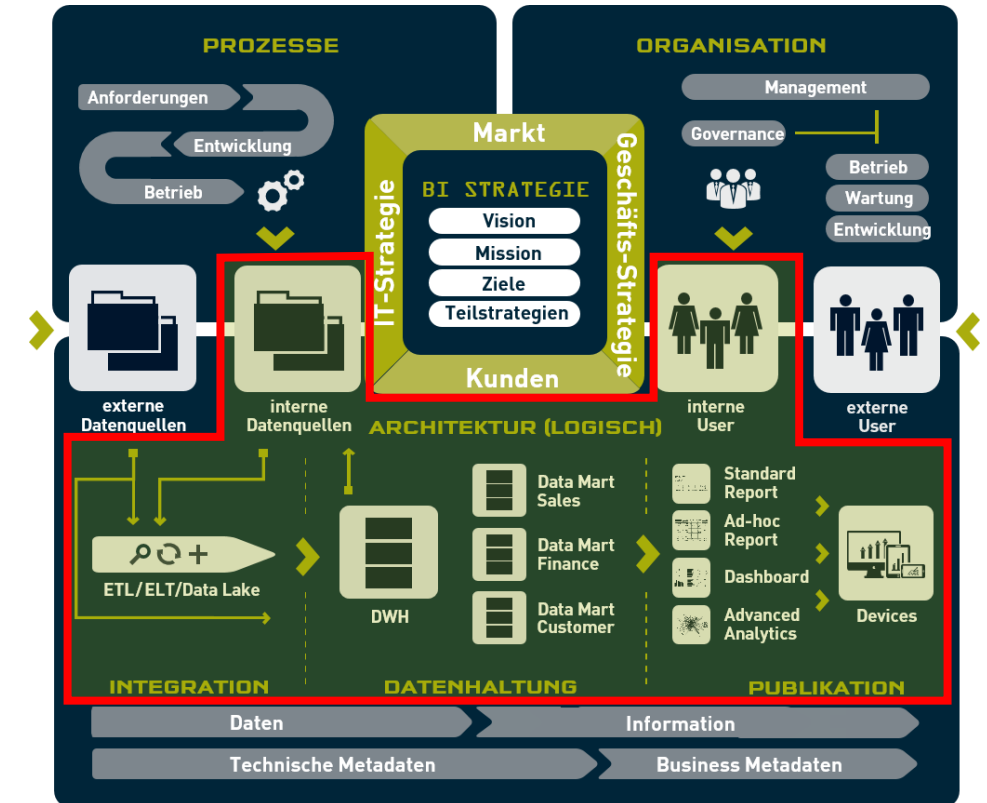 PROZESSE
Anforderungen
Entwicklung
Betrieb
ORGANISATION
Management
Governance
Betrieb
Wartung
Entwicklung
Markt
IT-Strategie
Geschäfts-Strategie
Kunden
BI STRATEGIE
Vision
Mission
Ziele
Teilstrategien
externe
Datenquellen
interne
Datenquellen
interne
User
externe
User
ARCHITEKTUR (LOGISCH)
ETL/ELT/Data Lake
DWH
Data Mart
Sales
Data Mart
Finance
Data Mart
Customer
Standard
Report
Ad-hoc
Report
Dashboard
Advanced
Analytics
Devices
INTEGRATION
DATENHALTUNG
PUBLIKATION
Daten
Information
Technische Metadaten
Business Metadaten